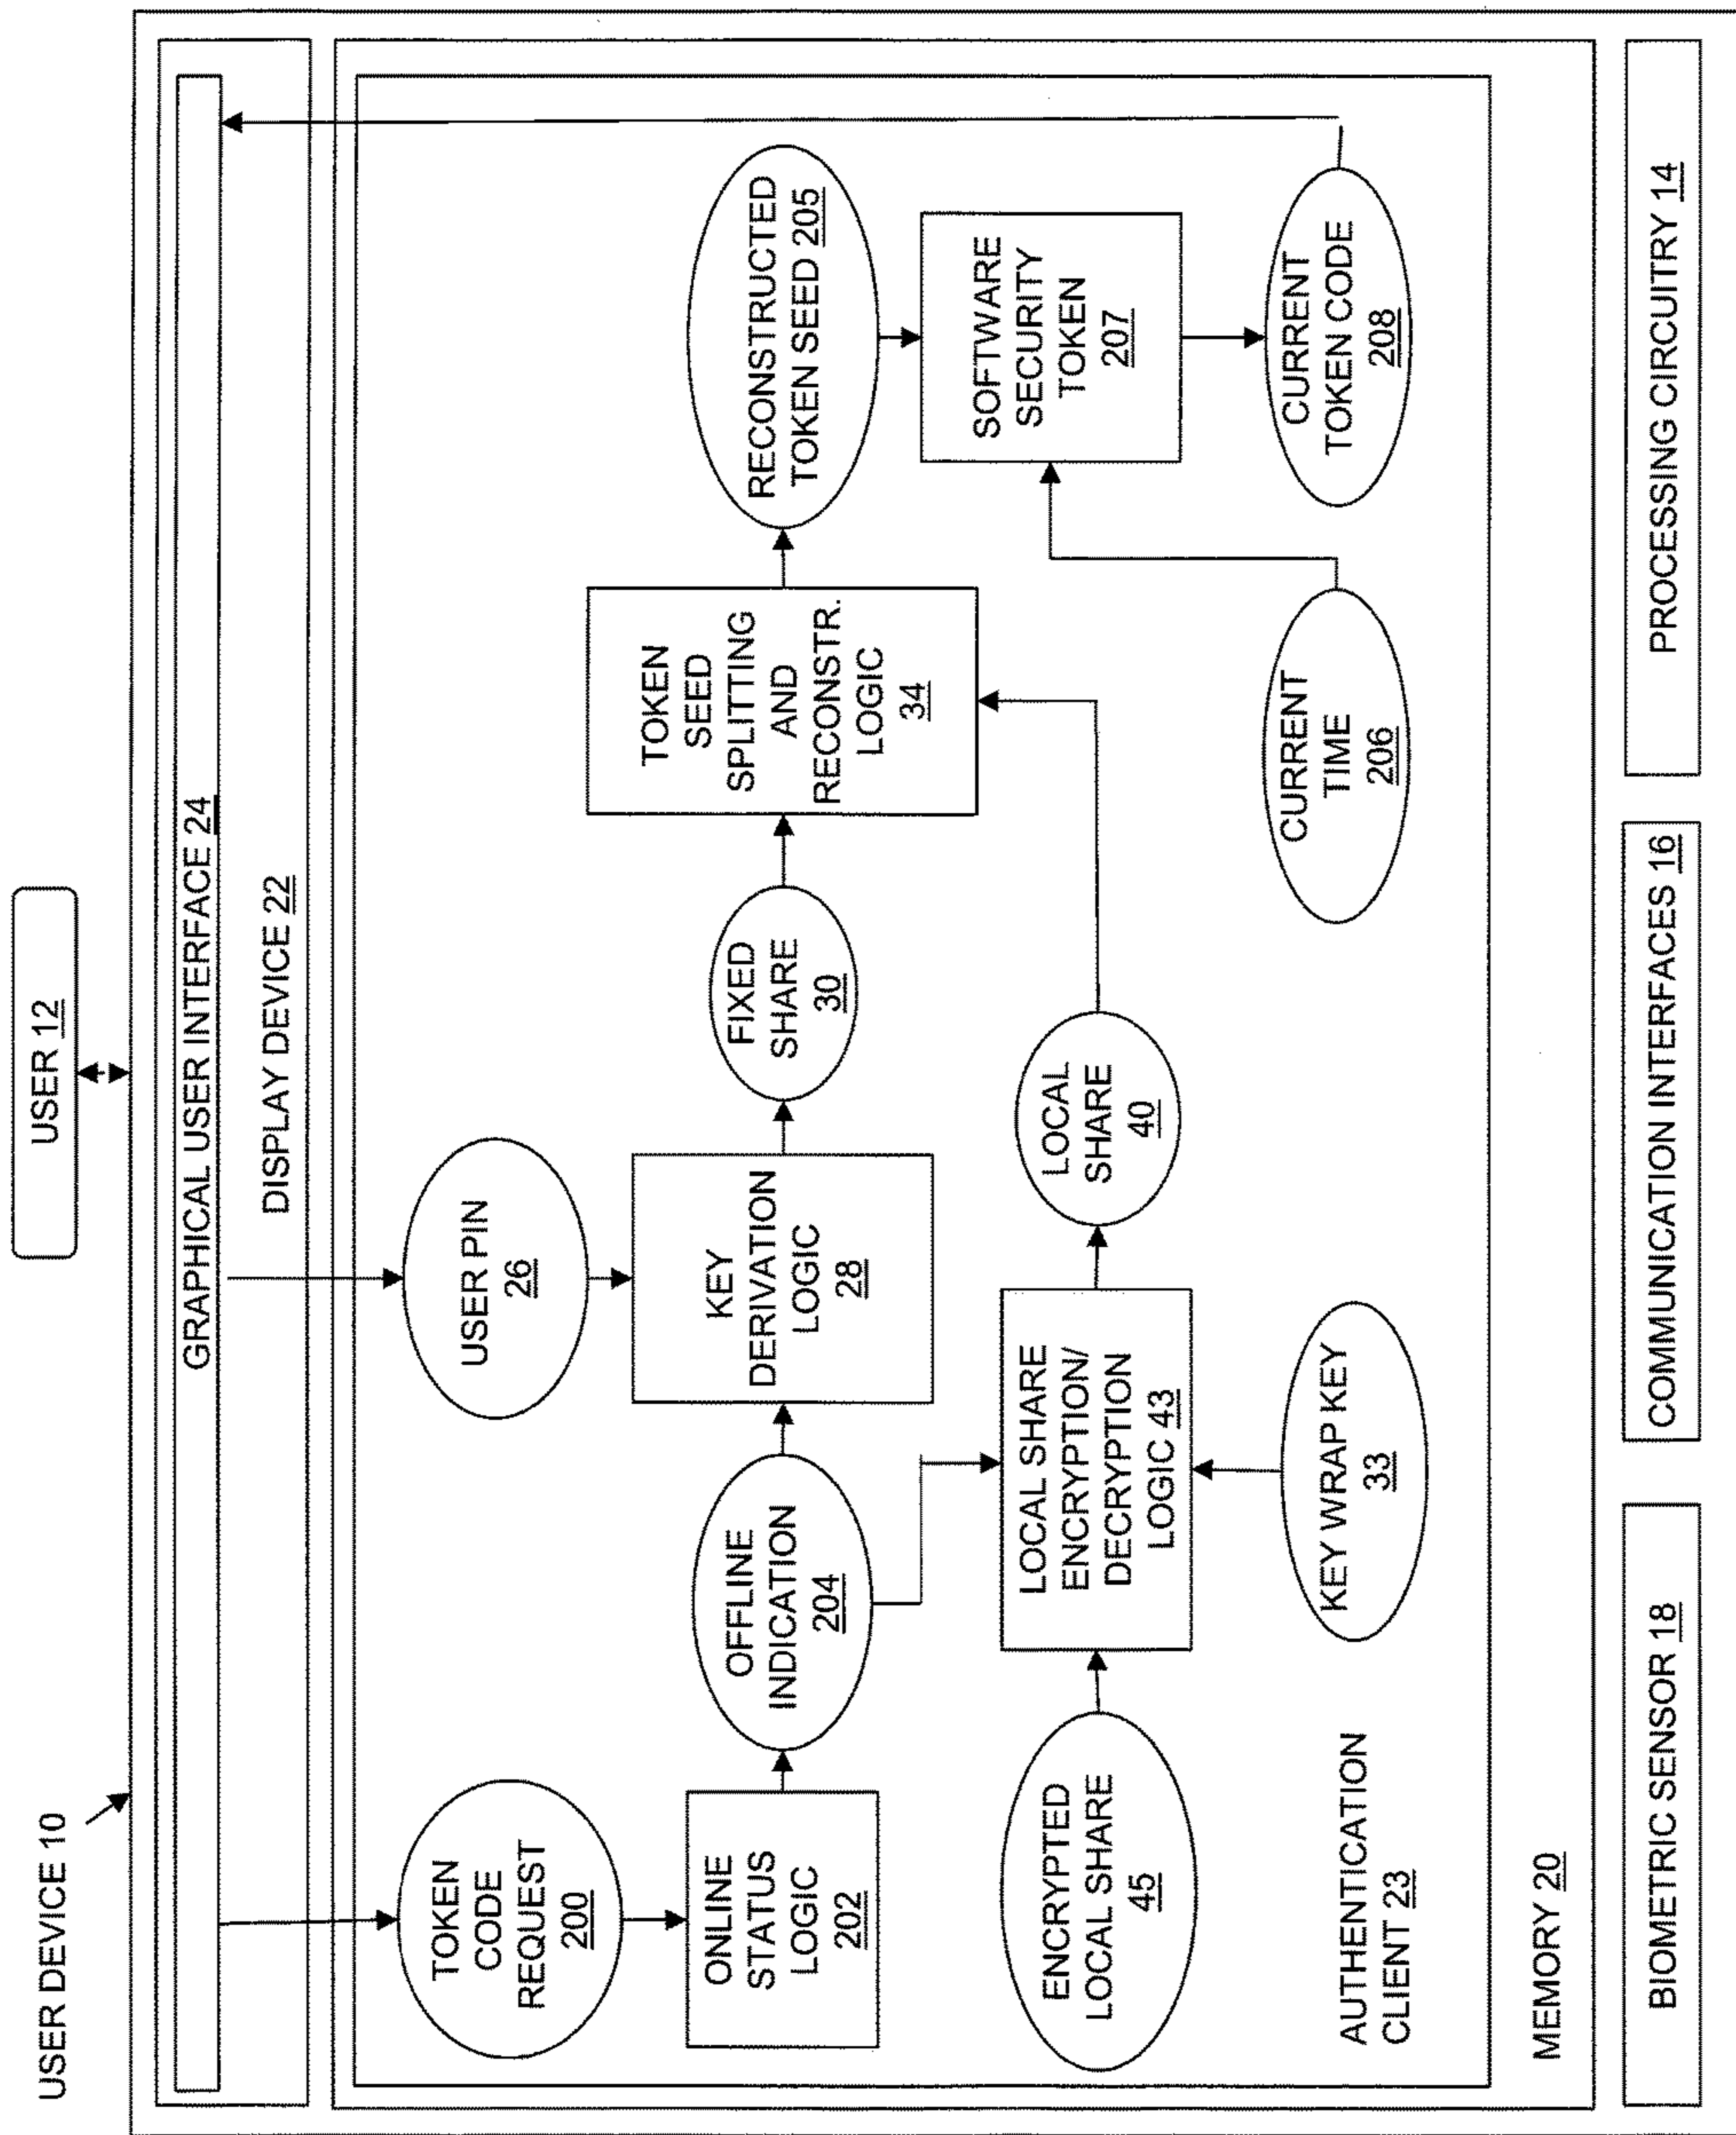 USER DEVICE 10
USER 12
GRAPHICAL USER INTERFACE 24
DISPLAY DEVICE 22
TOKEN
CODE
REQUEST
200
USER PIN
26
ONLINE
STATUS
LOGIC
202
OFFLINE
INDICATION
204
KEY
DERIVATION
LOGIC
28
FIXED
SHARE
30
TOKEN
SEED
SPLITTING
AND
RECONSTR.
LOGIC
34
RECONSTRUCTED
TOKEN SEED 205
ENCRYPTED
LOCAL SHARE
45
LOCAL SHARE
ENCRYPTION/
DECRYPTION
LOGIC 43
LOCAL
SHARE
40
SOFTWARE
SECURITY
TOKEN
207
KEY WRAP KEY
33
CURRENT
TIME
206
CURRENT
TOKEN CODE
208
AUTHENTICATION
CLIENT 23
MEMORY 20
BIOMETRIC SENSOR 18
COMMUNICATION INTERFACES 16
PROCESSING CIRCUITRY 14